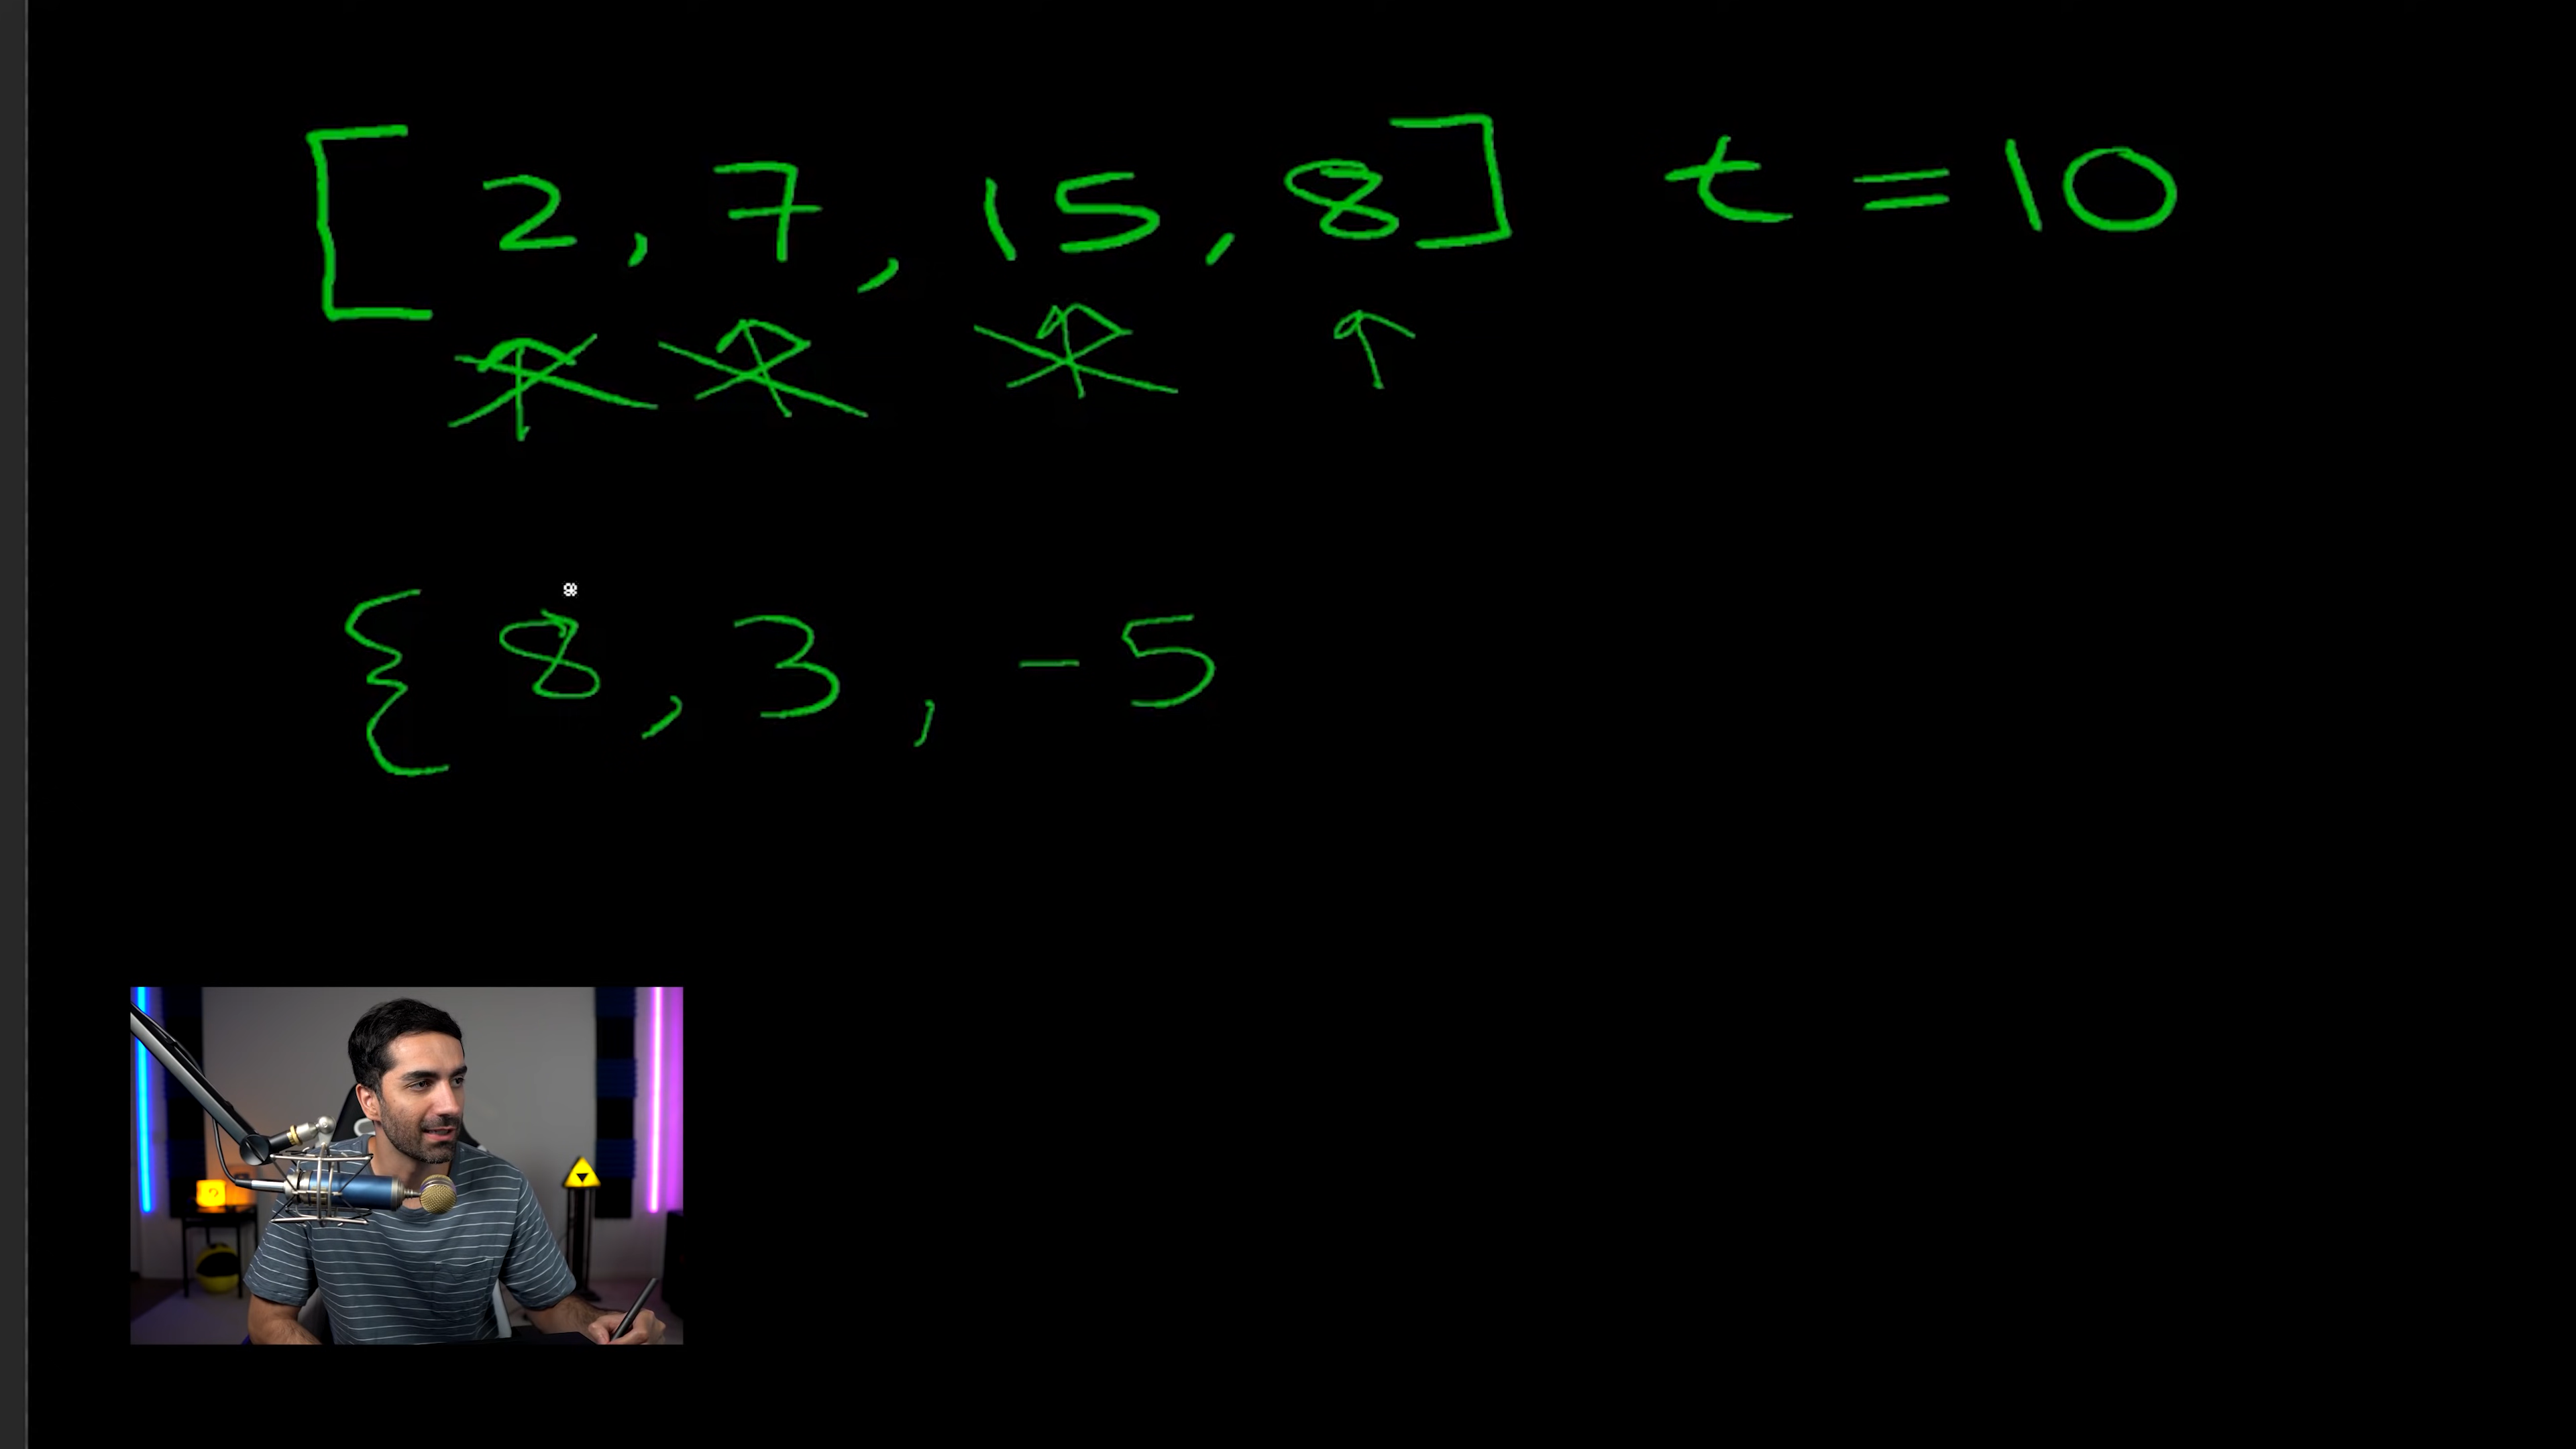 [ 2, 7, 15, 8 ] t = 10
{ 8, 3, -5